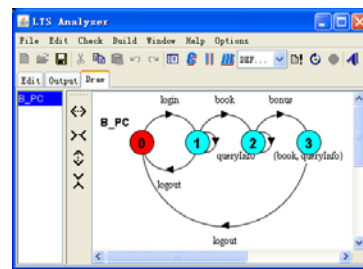 LTS Analyser
File Edit Check Build Window Help Options
DEF...
Edit Output Draw
B_PC
login book bonus
B_PC
0 1 2 3
queryInfo (book, queryInfo)
logout
logout